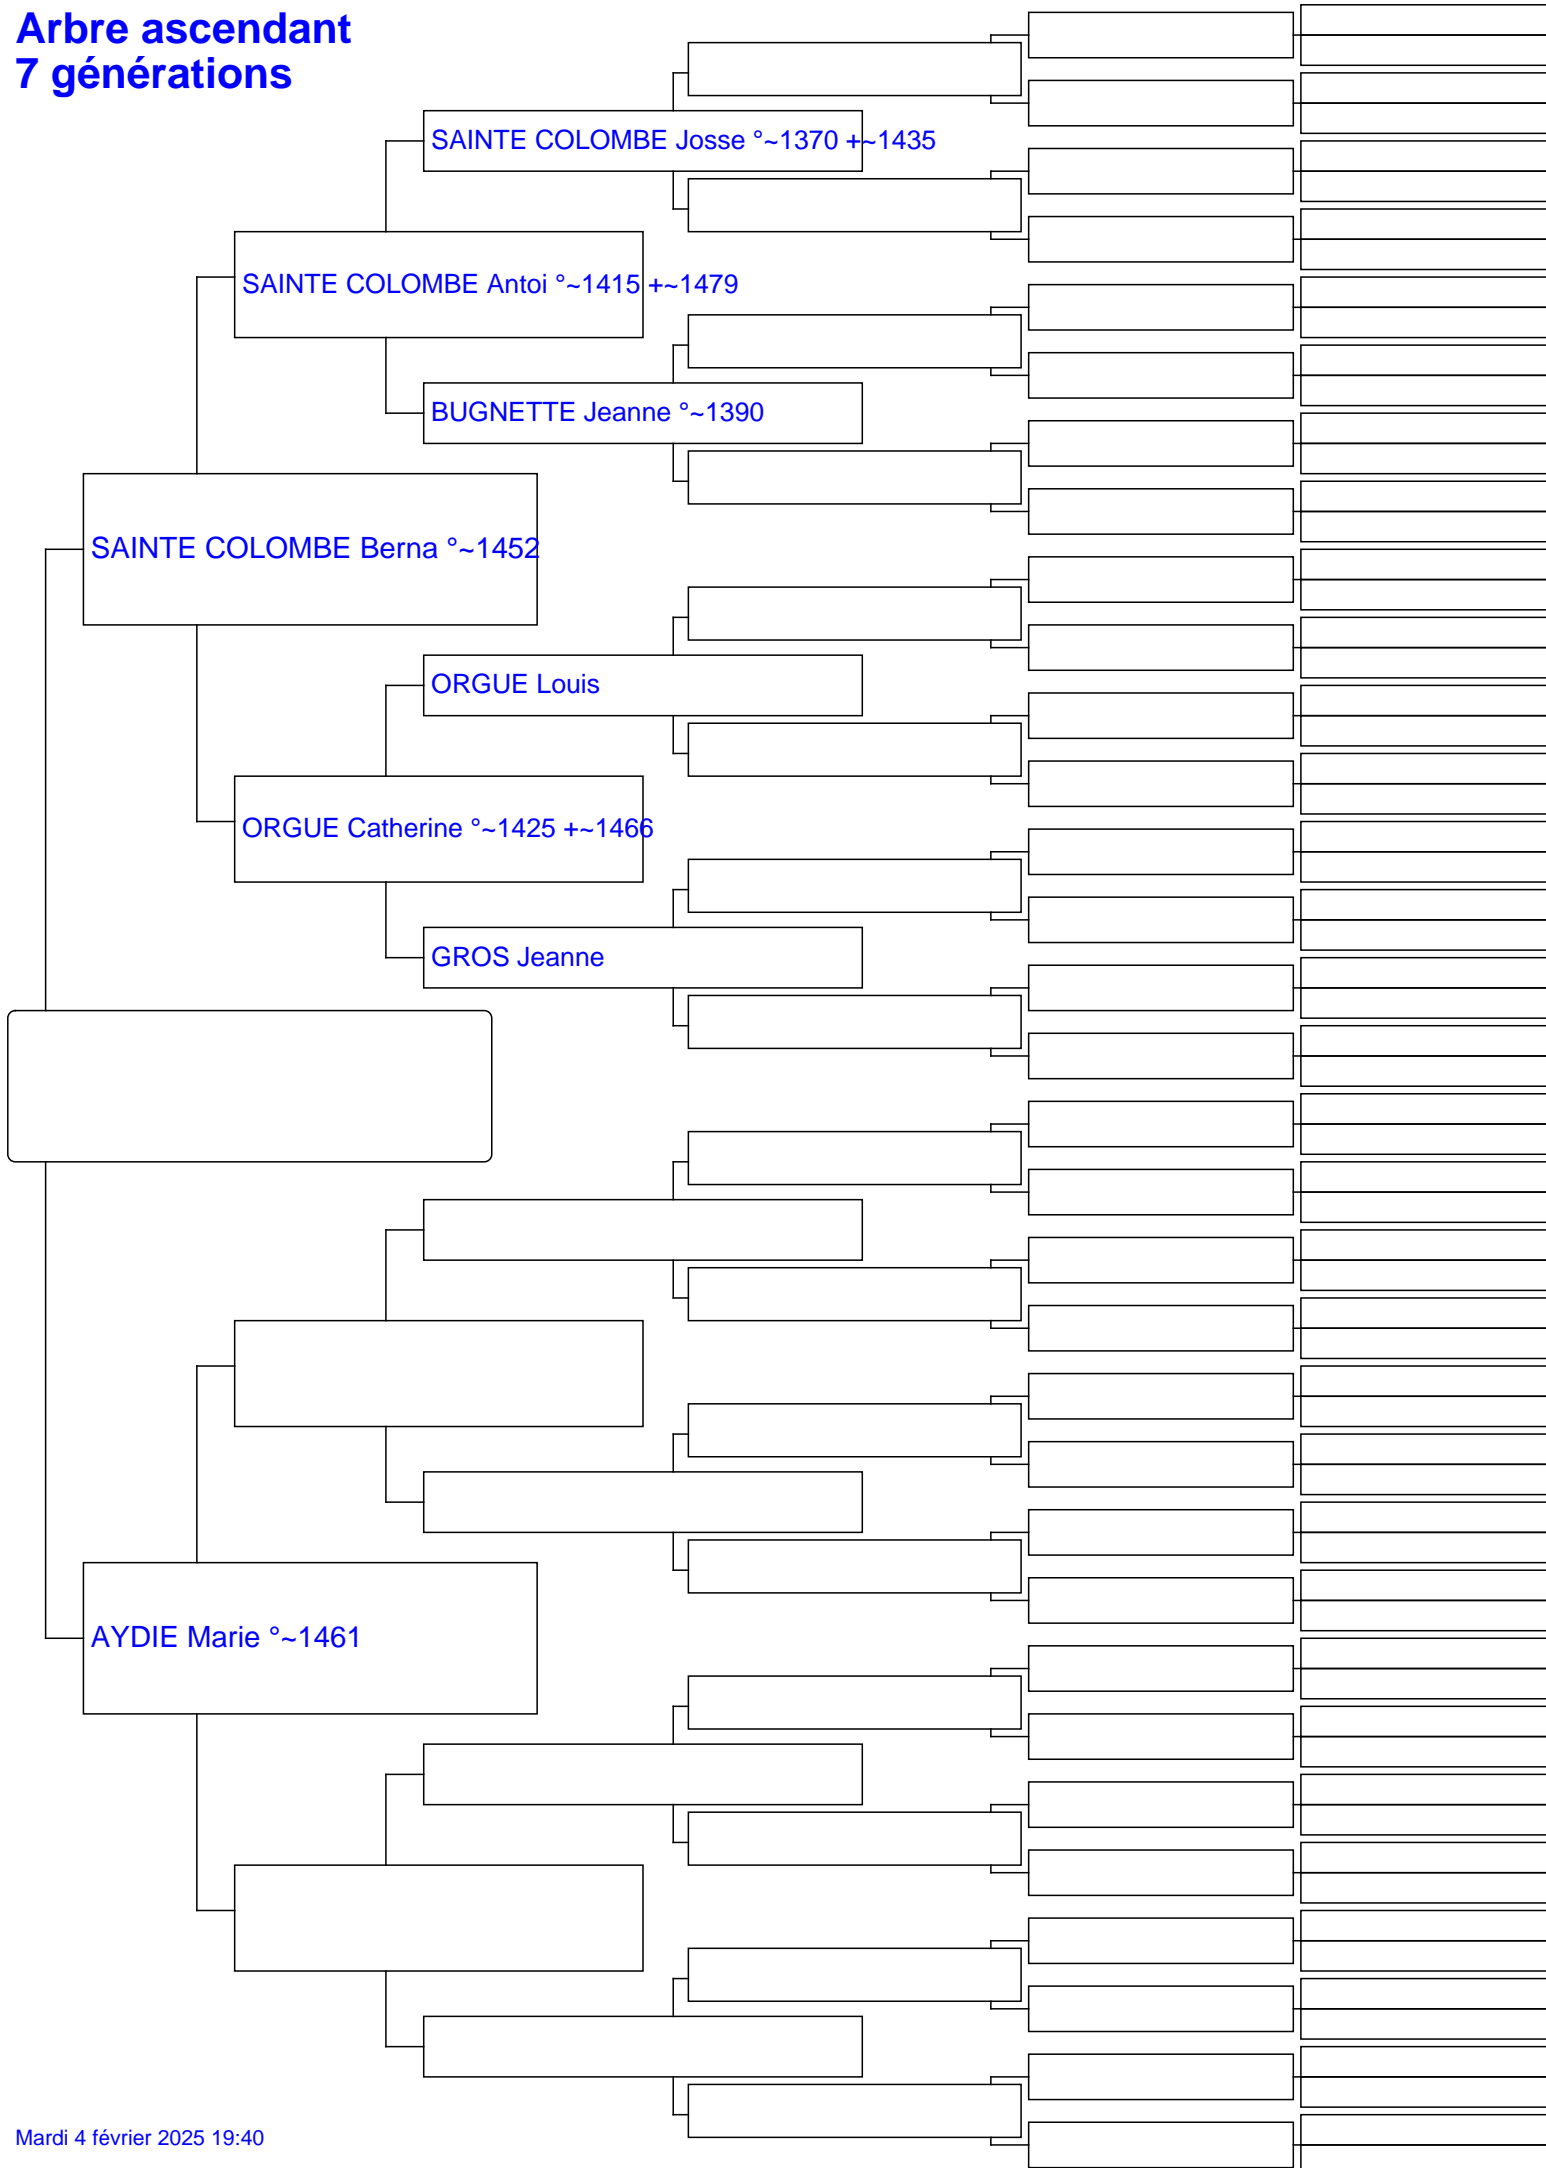 Arbre ascendant
7 générations
SAINTE COLOMBE Josse °~1370 +~1435
SAINTE COLOMBE Antoi °~1415 +~1479
BUGNETTE Jeanne °~1390
SAINTE COLOMBE Berna °~1452
ORGUE Louis
ORGUE Catherine °~1425 +~1466
GROS Jeanne
AYDIE Marie °~1461
Mardi 4 février 2025 19:40